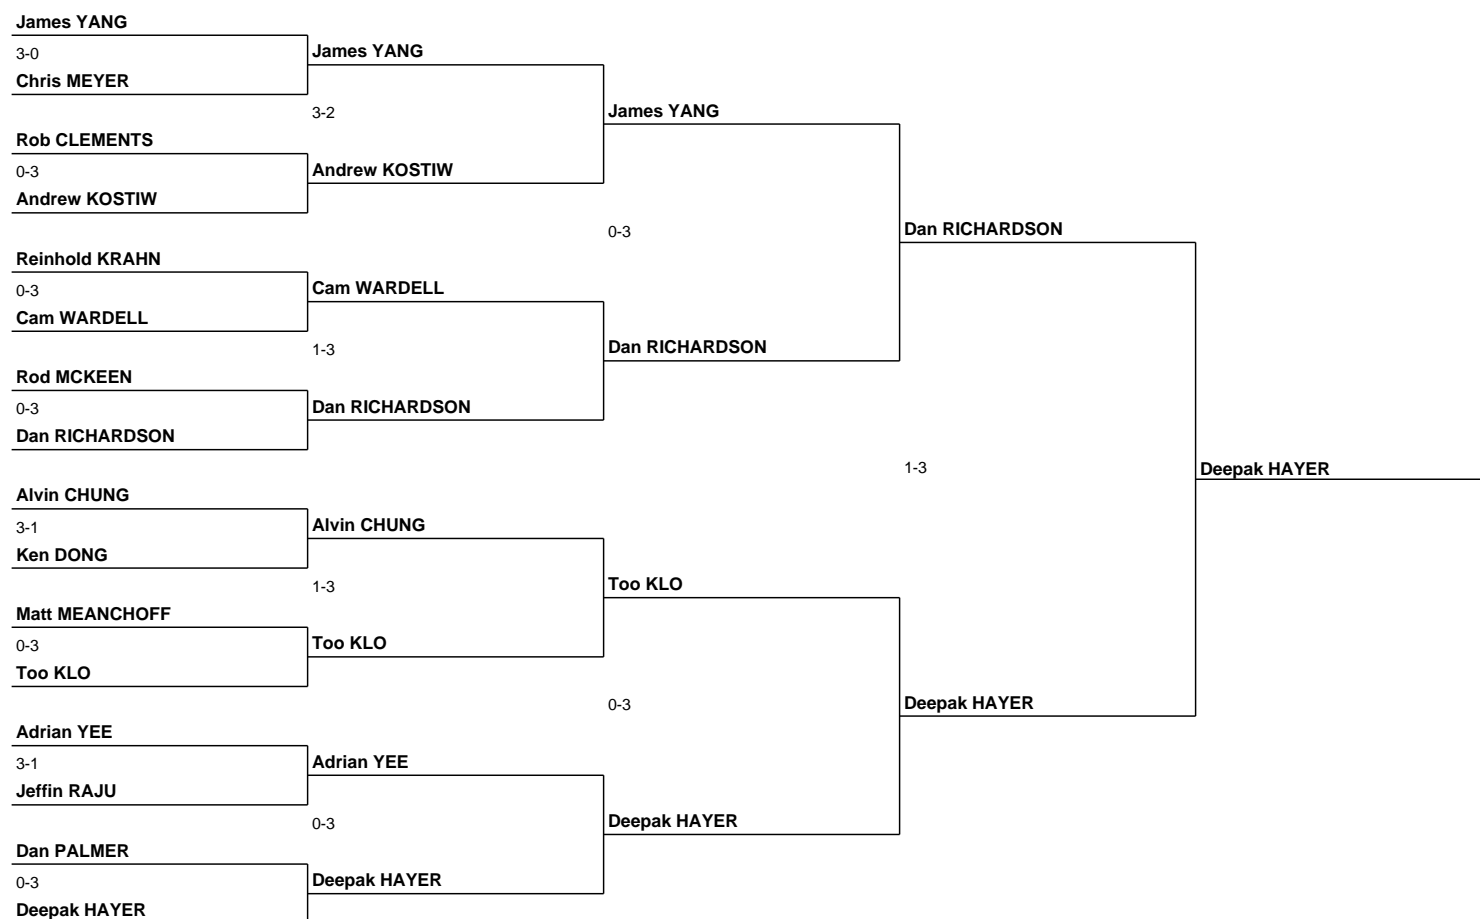 James YANG
3-0
Chris MEYER
Rob CLEMENTS
0-3
Andrew KOSTIW
Reinhold KRAHN
0-3
Cam WARDELL
Rod MCKEEN
0-3
Dan RICHARDSON
Alvin CHUNG
3-1
Ken DONG
Matt MEANCHOFF
0-3
Too KLO
Adrian YEE
3-1
Jeffin RAJU
Dan PALMER
0-3
Deepak HAYER
James YANG
3-2
Andrew KOSTIW
Cam WARDELL
1-3
Dan RICHARDSON
Alvin CHUNG
1-3
Too KLO
Adrian YEE
0-3
Deepak HAYER
James YANG
0-3
Dan RICHARDSON
Too KLO
0-3
Deepak HAYER
Dan RICHARDSON
1-3
Deepak HAYER
Deepak HAYER